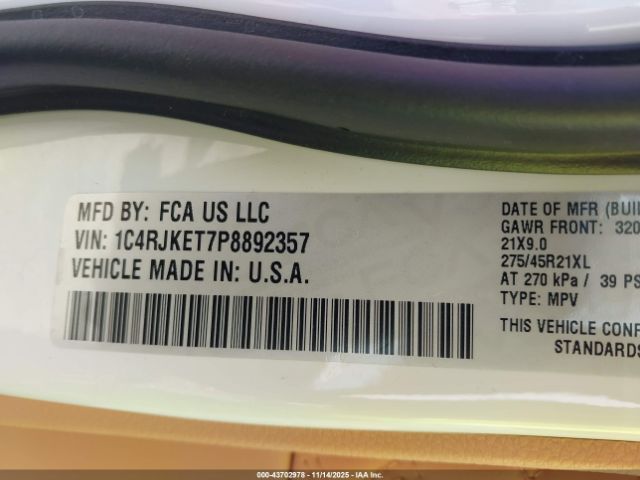 MFD BY: FCA US LLC
VIN: 1C4RJKET7P8892357
VEHICLE MADE IN: U.S.A.
DATE OF MFR (BUI
GAWR FRONT: 320
21X9.0
275/45R21XL
AT 270 kPa / 39 PS
TYPE: MPV
THIS VEHICLE CONF
STANDARDS
000-43702978 - 11/14/2025 - IAA Inc.